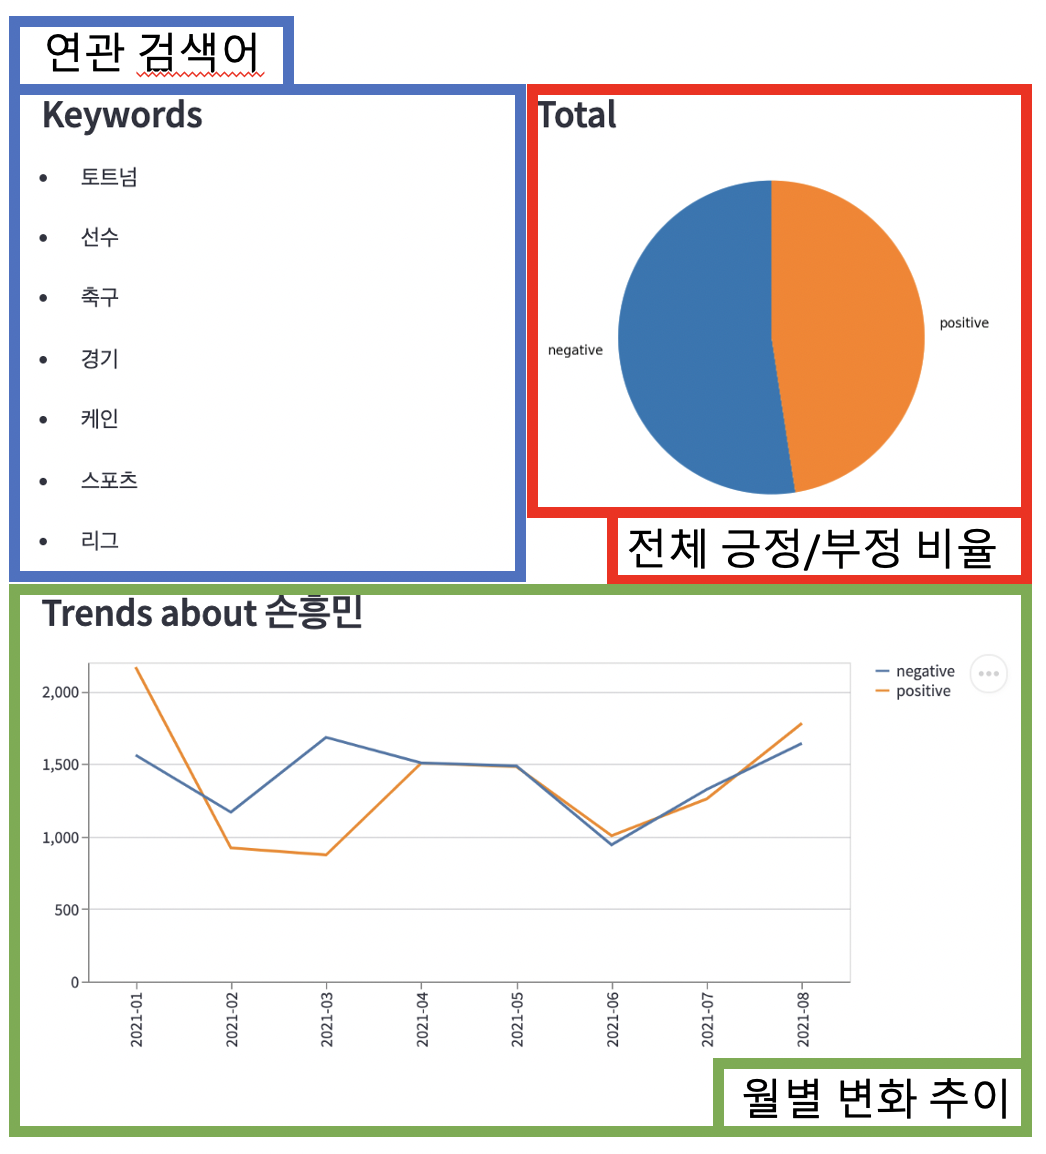 연관 검색어
Keywords
• 토트넘
• 선수
• 축구
• 경기
• 케인
• 스포츠
• 리그
Total
positive
negative
전체 긍정/부정 비율
Trends about 손흥민
negative
positive
2,000
1,500
1,000
500
0
2021-01
2021-02
2021-03
2021-04
2021-05
2021-06
2021-07
2021-08
월별 변화 추이